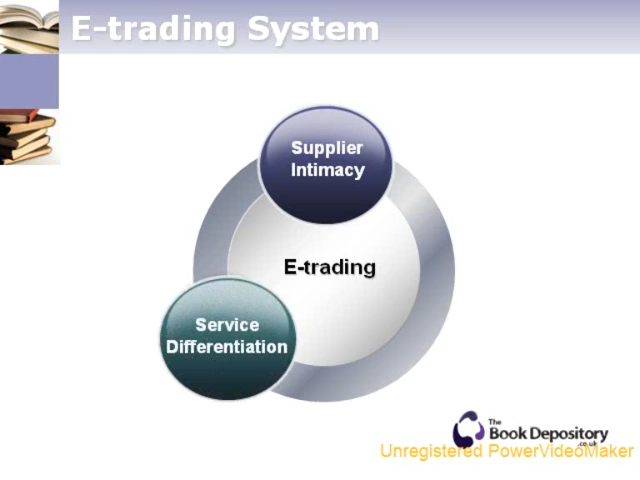 E-trading System
Supplier
Intimacy
E-trading
Service
Differentiation
The
Book Depository
.co.uk
Unregistered PowerVideoMaker